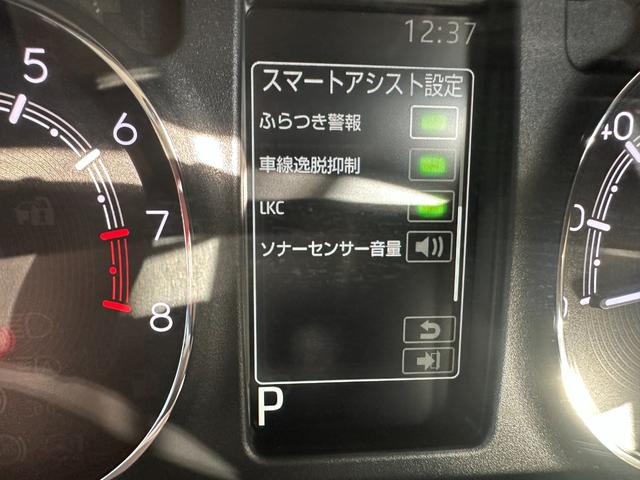 12:37
スマートアシスト設定
ふらつき警報
車線逸脱抑制
LKC
ソナーセンサー音量
P
5
6
7
8